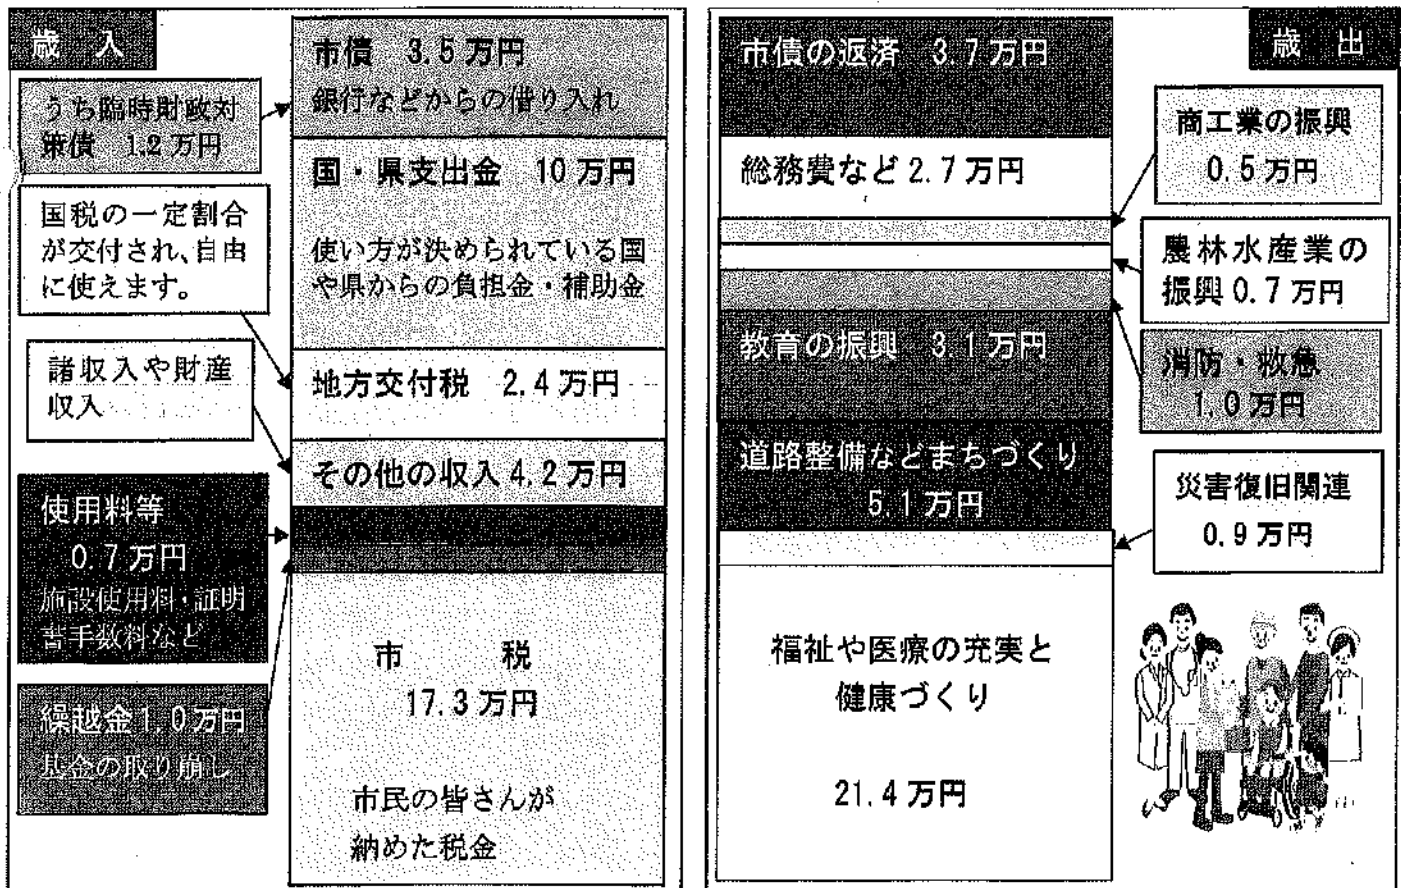 歳 入
市債 3.5万円
銀行などからの借り入れ
うち臨時財政対
策債 1.2万円
国・県支出金 10万円
使い方が決められている国
や県からの負担金・補助金
国税の一定割合
が交付され、自由
に使えます。
地方交付税 2.4万円
諸収入や財産
収入
その他の収入4.2万円
使用料等
0.7万円
施設使用料・証明
書手数料など
繰越金1.0万円
基金の取り崩し
市 税
17.3万円
市民の皆さんが
納めた税金
歳 出
市債の返済 3.7万円
総務費など2.7万円
商工業の振興
0.5万円
農林水産業の
振興0.7万円
消防・救急
1.0万円
教育の振興 3.1万円
道路整備などまちづくり
5.1万円
災害復旧関連
0.9万円
福祉や医療の充実と
健康づくり
21.4万円